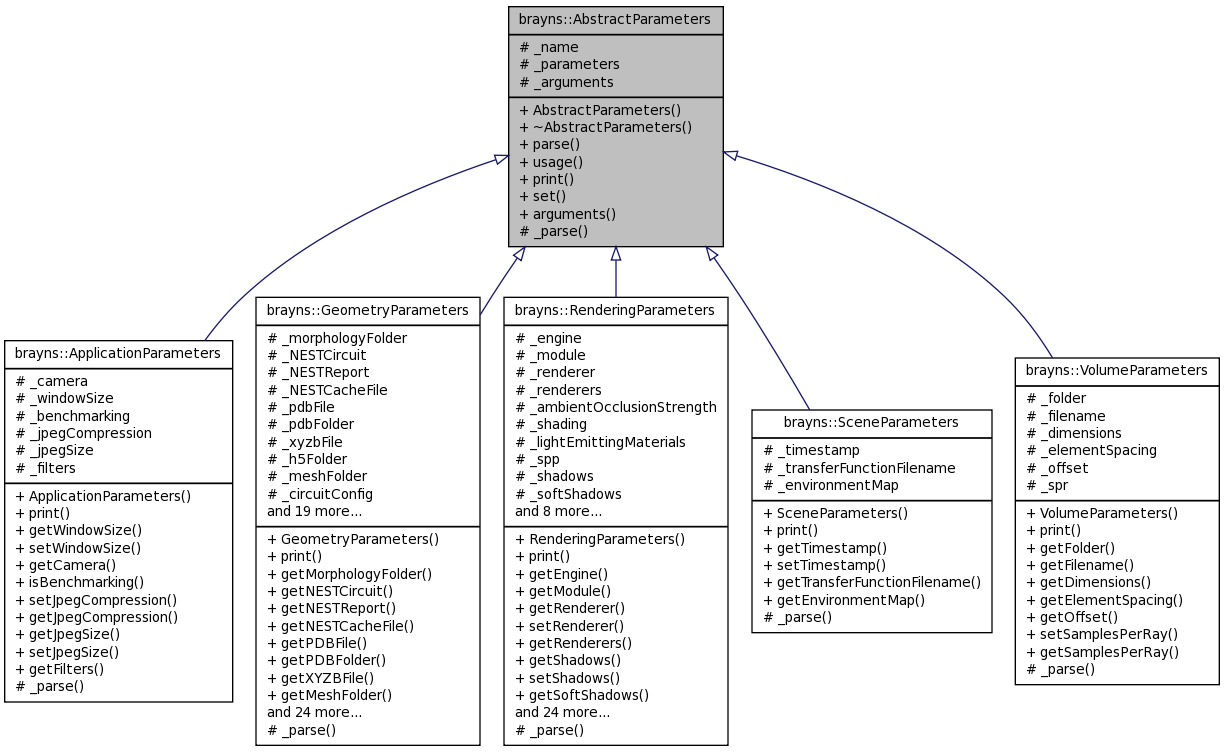 brayns::AbstractParameters
# _name
# _parameters
# _arguments
+ AbstractParameters()
+ ~AbstractParameters()
+ parse()
+ usage()
+ print()
+ set()
+ arguments()
# _parse()
brayns::ApplicationParameters
# _camera
# _windowSize
# _benchmarking
# _jpegCompression
# _jpegSize
# _filters
+ ApplicationParameters()
+ print()
+ getWindowSize()
+ setWindowSize()
+ getCamera()
+ isBenchmarking()
+ setJpegCompression()
+ getJpegCompression()
+ getJpegSize()
+ setJpegSize()
+ getFilters()
# _parse()
brayns::GeometryParameters
# _morphologyFolder
# _NESTCircuit
# _NESTReport
# _NESTCacheFile
# _pdbFile
# _pdbFolder
# _xyzbFile
# _h5Folder
# _meshFolder
# _circuitConfig
and 19 more...
+ GeometryParameters()
+ print()
+ getMorphologyFolder()
+ getNESTCircuit()
+ getNESTReport()
+ getNESTCacheFile()
+ getPDBFile()
+ getPDBFolder()
+ getXYZBFile()
+ getMeshFolder()
and 24 more...
# _parse()
brayns::RenderingParameters
# _engine
# _module
# _renderer
# _renderers
# _ambientOcclusionStrength
# _shading
# _lightEmittingMaterials
# _spp
# _shadows
# _softShadows
and 8 more...
+ RenderingParameters()
+ print()
+ getEngine()
+ getModule()
+ getRenderer()
+ setRenderer()
+ getRenderers()
+ getShadows()
+ setShadows()
+ getSoftShadows()
and 24 more...
# _parse()
brayns::SceneParameters
# _timestamp
# _transferFunctionFilename
# _environmentMap
+ SceneParameters()
+ print()
+ getTimestamp()
+ setTimestamp()
+ getTransferFunctionFilename()
+ getEnvironmentMap()
# _parse()
brayns::VolumeParameters
# _folder
# _filename
# _dimensions
# _elementSpacing
# _offset
# _spr
+ VolumeParameters()
+ print()
+ getFolder()
+ getFilename()
+ getDimensions()
+ getElementSpacing()
+ getOffset()
+ setSamplesPerRay()
+ getSamplesPerRay()
# _parse()